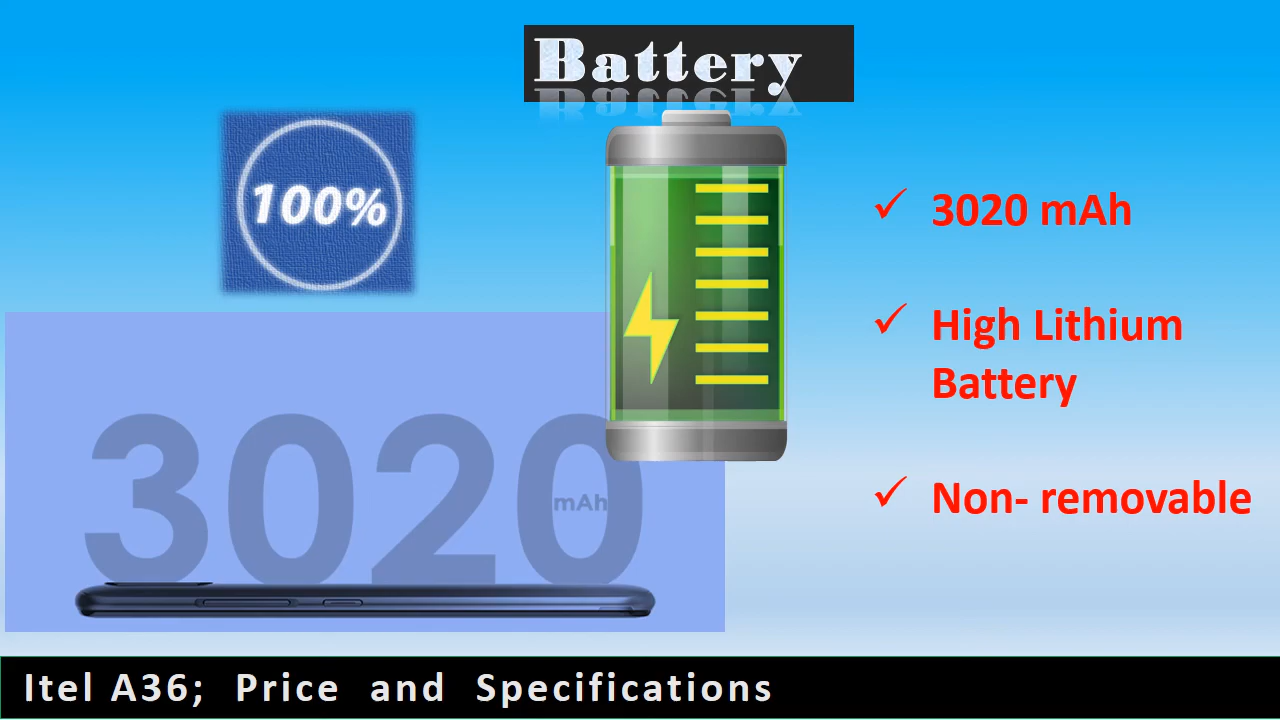 Battery
100%
3020 mAh
High Lithium
Battery
Non- removable
3020
mAh
Itel A36; Price and Specifications